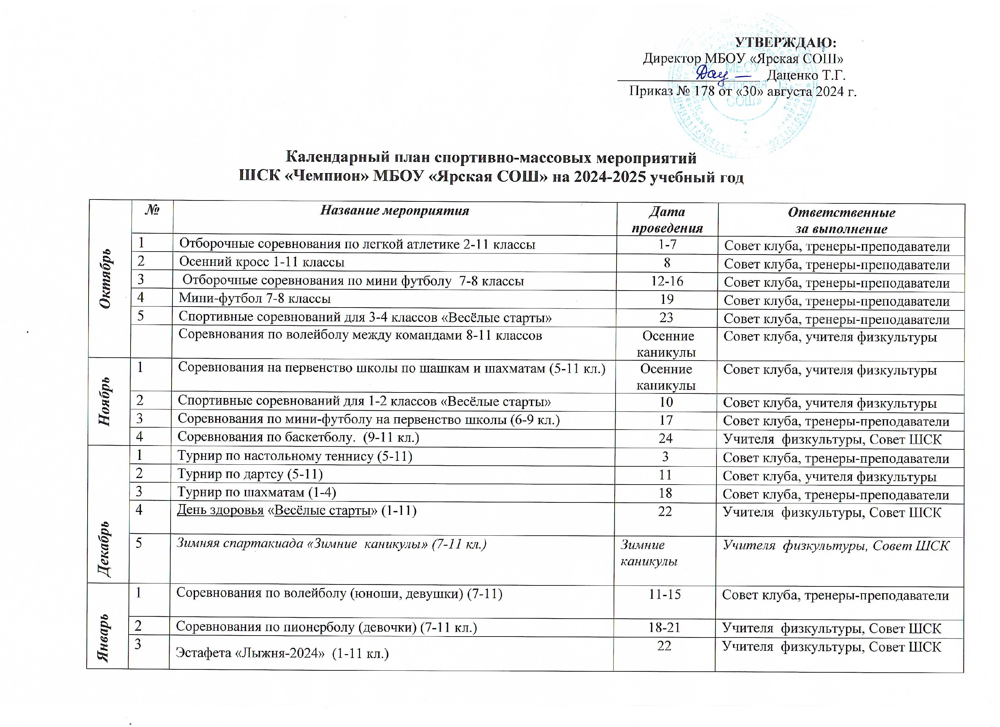 УТВЕРЖДАЮ:
Директор МБОУ «Ярская СОШ»
Дац Даценко Т.Г.
Приказ № 178 от «30» августа 2024 г.
МБОУ
«Ярская
СОШ»
Календарный план спортивно-массовых мероприятий
ШСК «Чемпион» МБОУ «Ярская СОШ» на 2024-2025 учебный год
№ Название мероприятия Дата проведения Ответственные за выполнение
Октябрь
1 Отборочные соревнования по легкой атлетике 2-11 классы 1-7 Совет клуба, тренеры-преподаватели
2 Осенний кросс 1-11 классы 8 Совет клуба, тренеры-преподаватели
3 Отборочные соревнования по мини футболу 7-8 классы 12-16 Совет клуба, тренеры-преподаватели
4 Мини-футбол 7-8 классы 19 Совет клуба, тренеры-преподаватели
5 Спортивные соревнований для 3-4 классов «Весёлые старты» 23 Совет клуба, тренеры-преподаватели
Соревнования по волейболу между командами 8-11 классов Осенние каникулы Совет клуба, учителя физкультуры
Ноябрь
1 Соревнования на первенство школы по шашкам и шахматам (5-11 кл.) Осенние каникулы Совет клуба, учителя физкультуры
2 Спортивные соревнований для 1-2 классов «Весёлые старты» 10 Совет клуба, учителя физкультуры
3 Соревнования по мини-футболу на первенство школы (6-9 кл.) 17 Совет клуба, тренеры-преподаватели
4 Соревнования по баскетболу. (9-11 кл.) 24 Учителя физкультуры, Совет ШСК
Декабрь
1 Турнир по настольному теннису (5-11) 3 Совет клуба, тренеры-преподаватели
2 Турнир по дартсу (5-11) 11 Совет клуба, учителя физкультуры
3 Турнир по шахматам (1-4) 18 Совет клуба, тренеры-преподаватели
4 День здоровья «Весёлые старты» (1-11) 22 Учителя физкультуры, Совет ШСК
5 Зимняя спартакиада «Зимние каникулы» (7-11 кл.) Зимние каникулы Учителя физкультуры, Совет ШСК
Январь
1 Соревнования по волейболу (юноши, девушки) (7-11) 11-15 Совет клуба, тренеры-преподаватели
2 Соревнования по пионерболу (девочки) (7-11 кл.) 18-21 Учителя физкультуры, Совет ШСК
3 Эстафета «Лыжня-2024» (1-11 кл.) 22 Учителя физкультуры, Совет ШСК